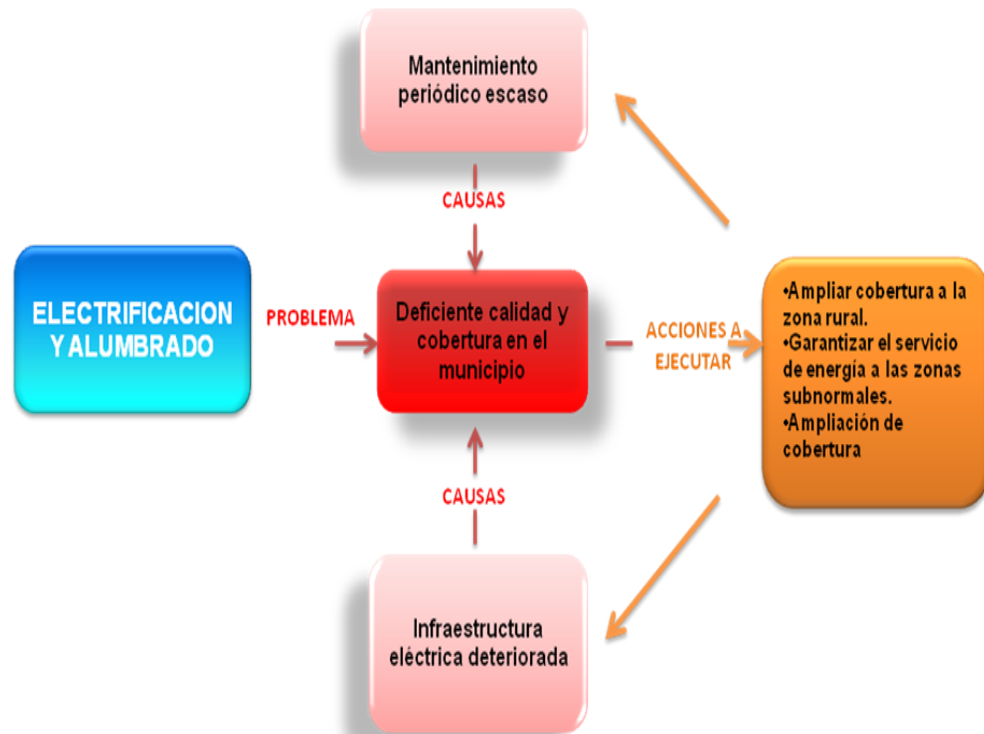 Mantenimiento
periódico escaso
CAUSAS
ELECTRIFICACION
Y ALUMBRADO
PROBLEMA
Deficiente calidad y
cobertura en el
municipio
ACCIONES A
EJECUTAR
•Ampliar cobertura a la
zona rural.
•Garantizar el servicio
de energía a las zonas
subnormales.
•Ampliación de
cobertura
CAUSAS
Infraestructura
eléctrica deteriorada